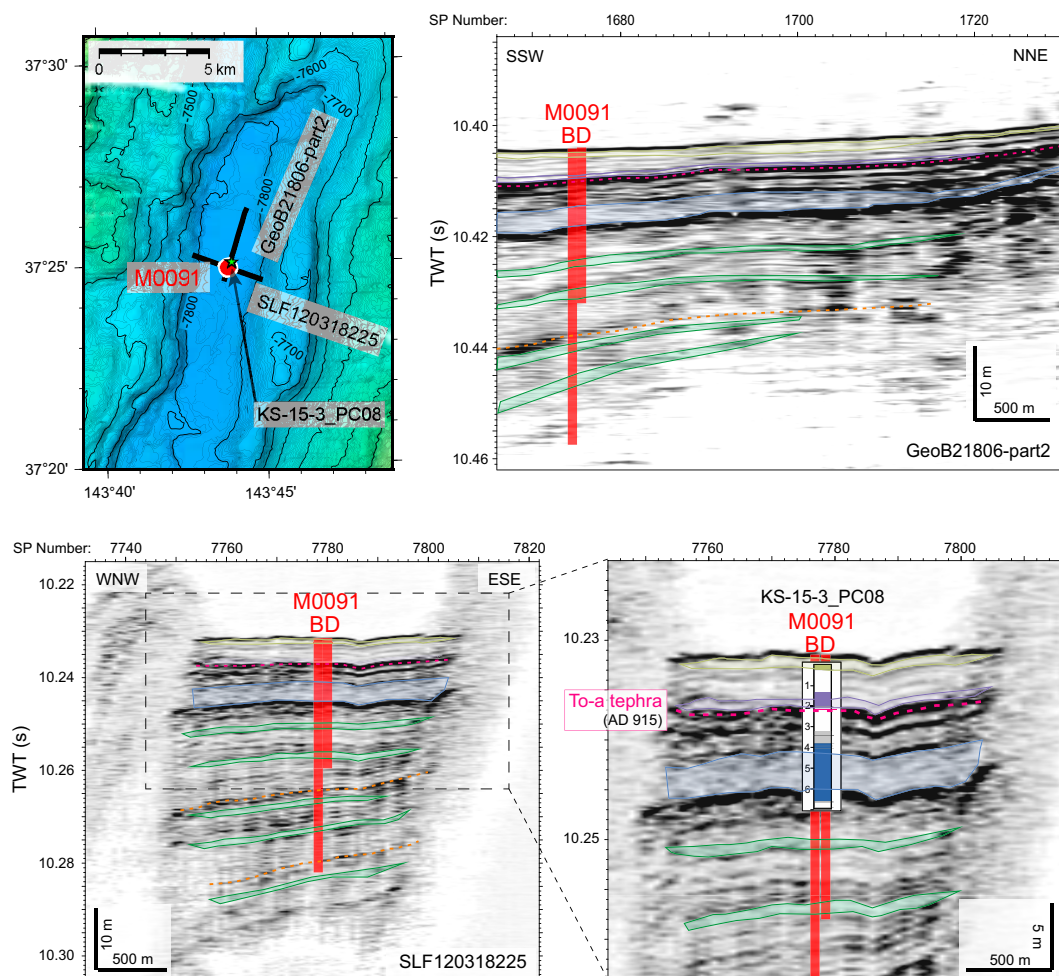 37°30'
37°25'
37°20'
143°40'
143°45'
0
5 km
-7500
-7600
-7700
-7800
GeoB21806-part2
M0091
SLF120318225
-7800
-7700
KS-15-3_PC08
SP Number:
1680
1700
1720
SSW
NNE
M0091
BD
TWT (s)
10.40
10.42
10.44
10.46
10 m
500 m
GeoB21806-part2
SP Number:
7740
7760
7780
7800
7820
WNW
ESE
M0091
BD
TWT (s)
10.22
10.24
10.26
10.28
10.30
10 m
500 m
SLF120318225
7760
7780
7800
KS-15-3_PC08
M0091
BD
10.23
10.25
To-a tephra
(AD 915)
1
2
3
4
5
6
5 m
500 m